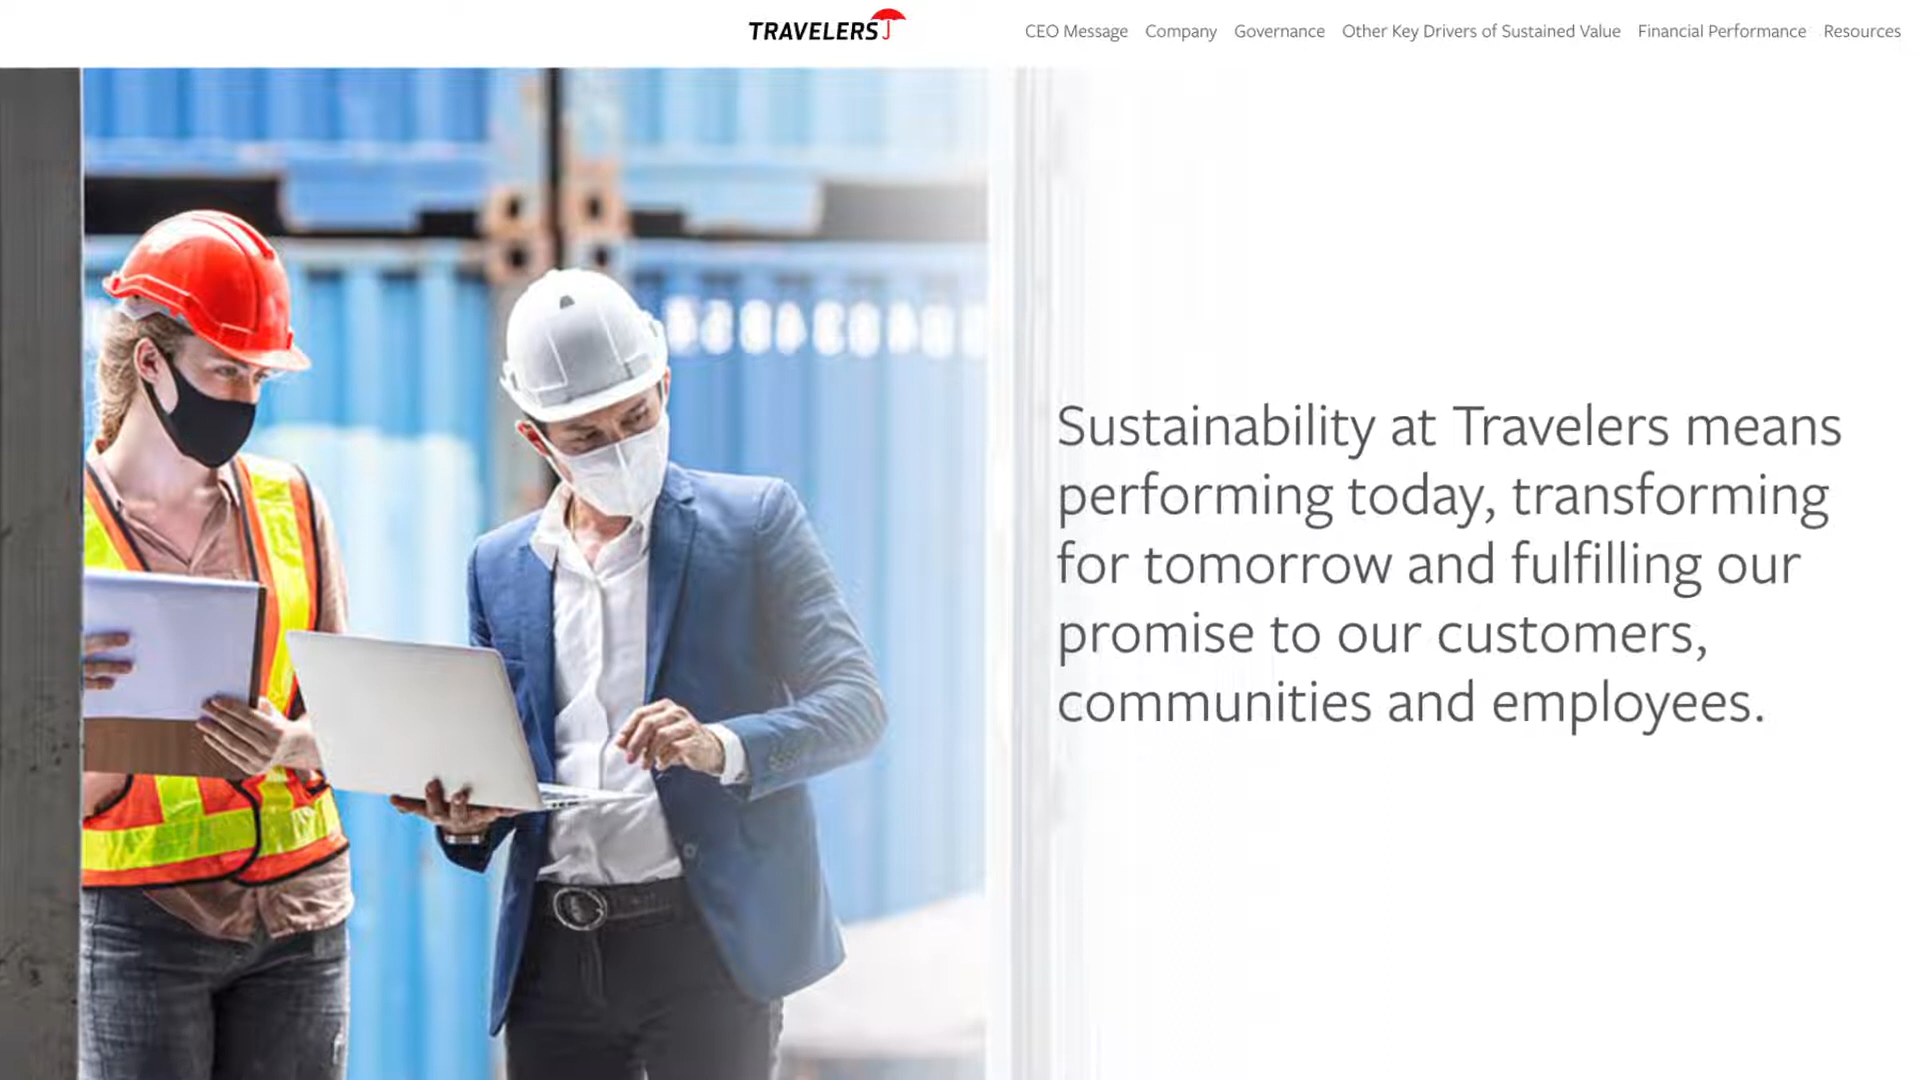 TRAVELERS
CEO Message Company Governance Other Key Drivers of Sustained Value Financial Performance Resources
Sustainability at Travelers means
performing today, transforming
for tomorrow and fulfilling our
promise to our customers,
communities and employees.